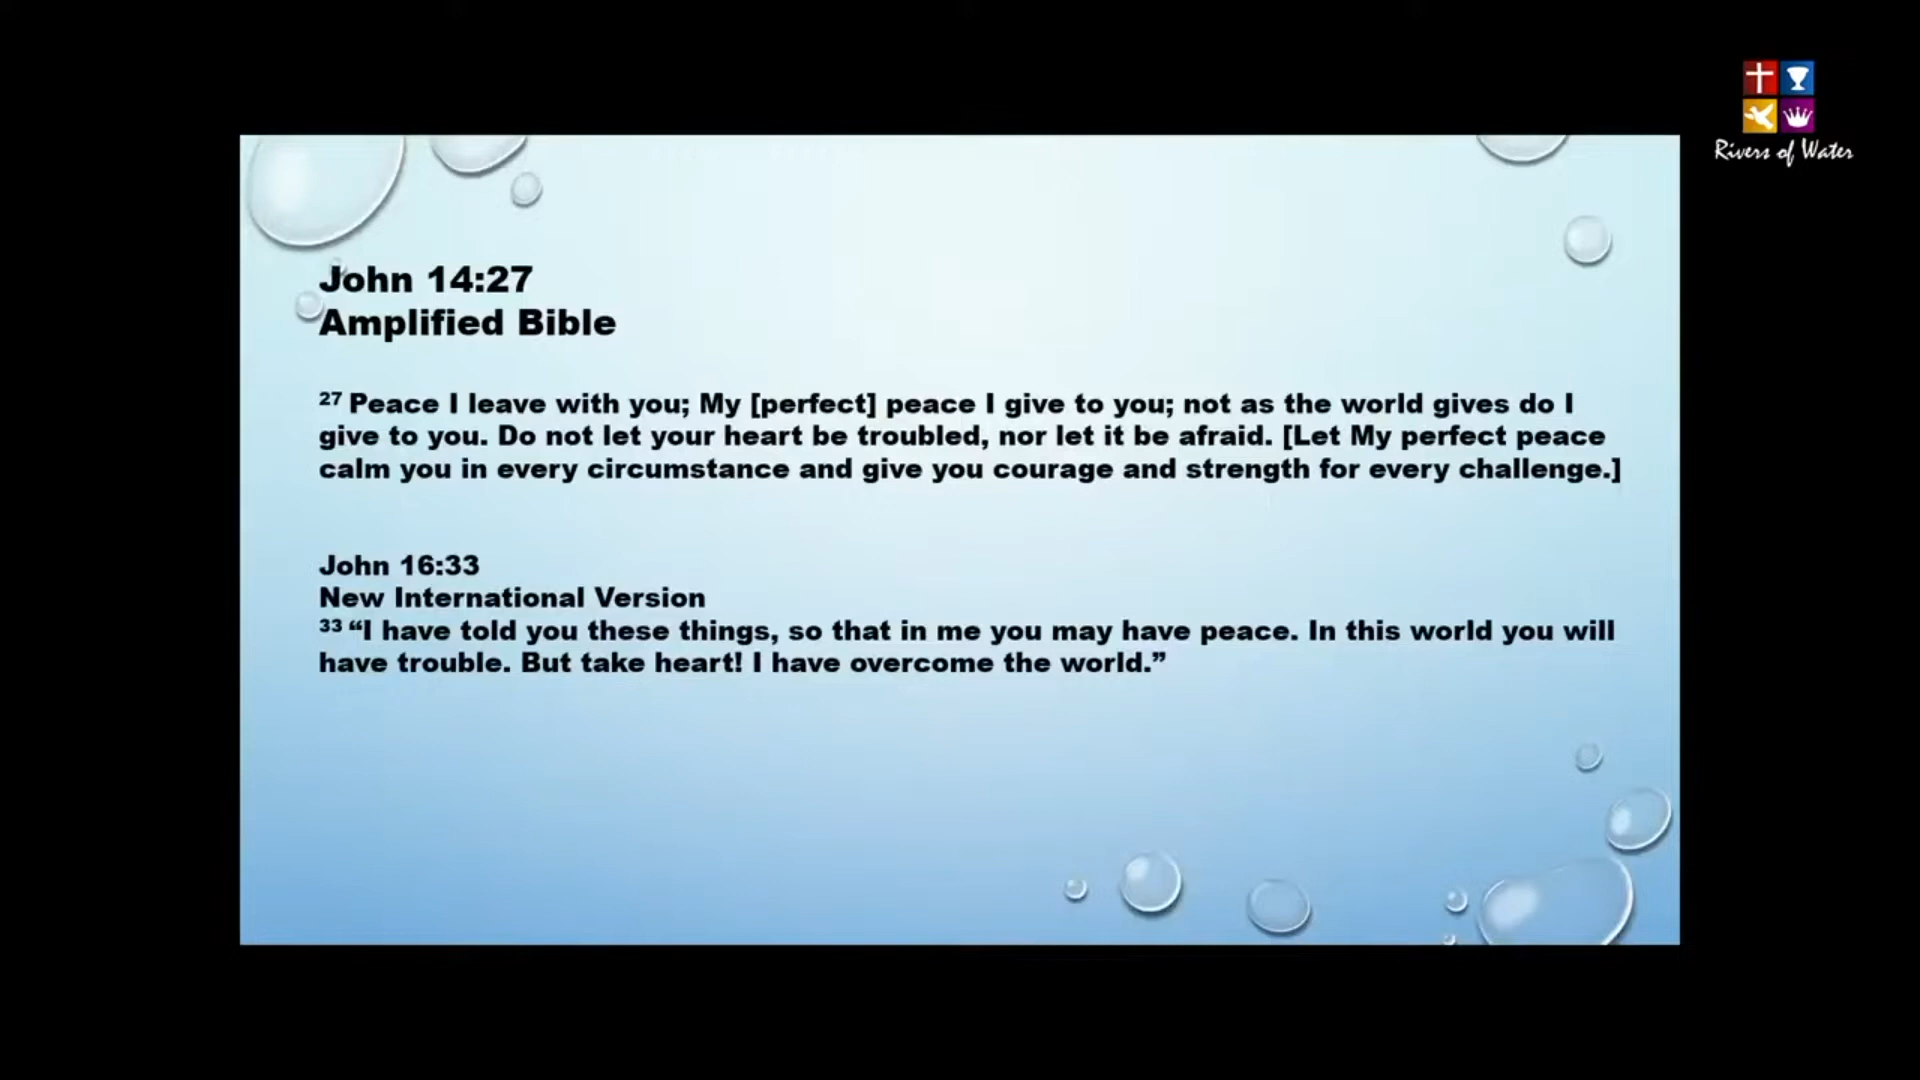 Rivers of Water
John 14:27
Amplified Bible
27 Peace I leave with you; My [perfect] peace I give to you; not as the world gives do I
give to you. Do not let your heart be troubled, nor let it be afraid. [Let My perfect peace
calm you in every circumstance and give you courage and strength for every challenge.]
John 16:33
New International Version
33 “I have told you these things, so that in me you may have peace. In this world you will
have trouble. But take heart! I have overcome the world.”